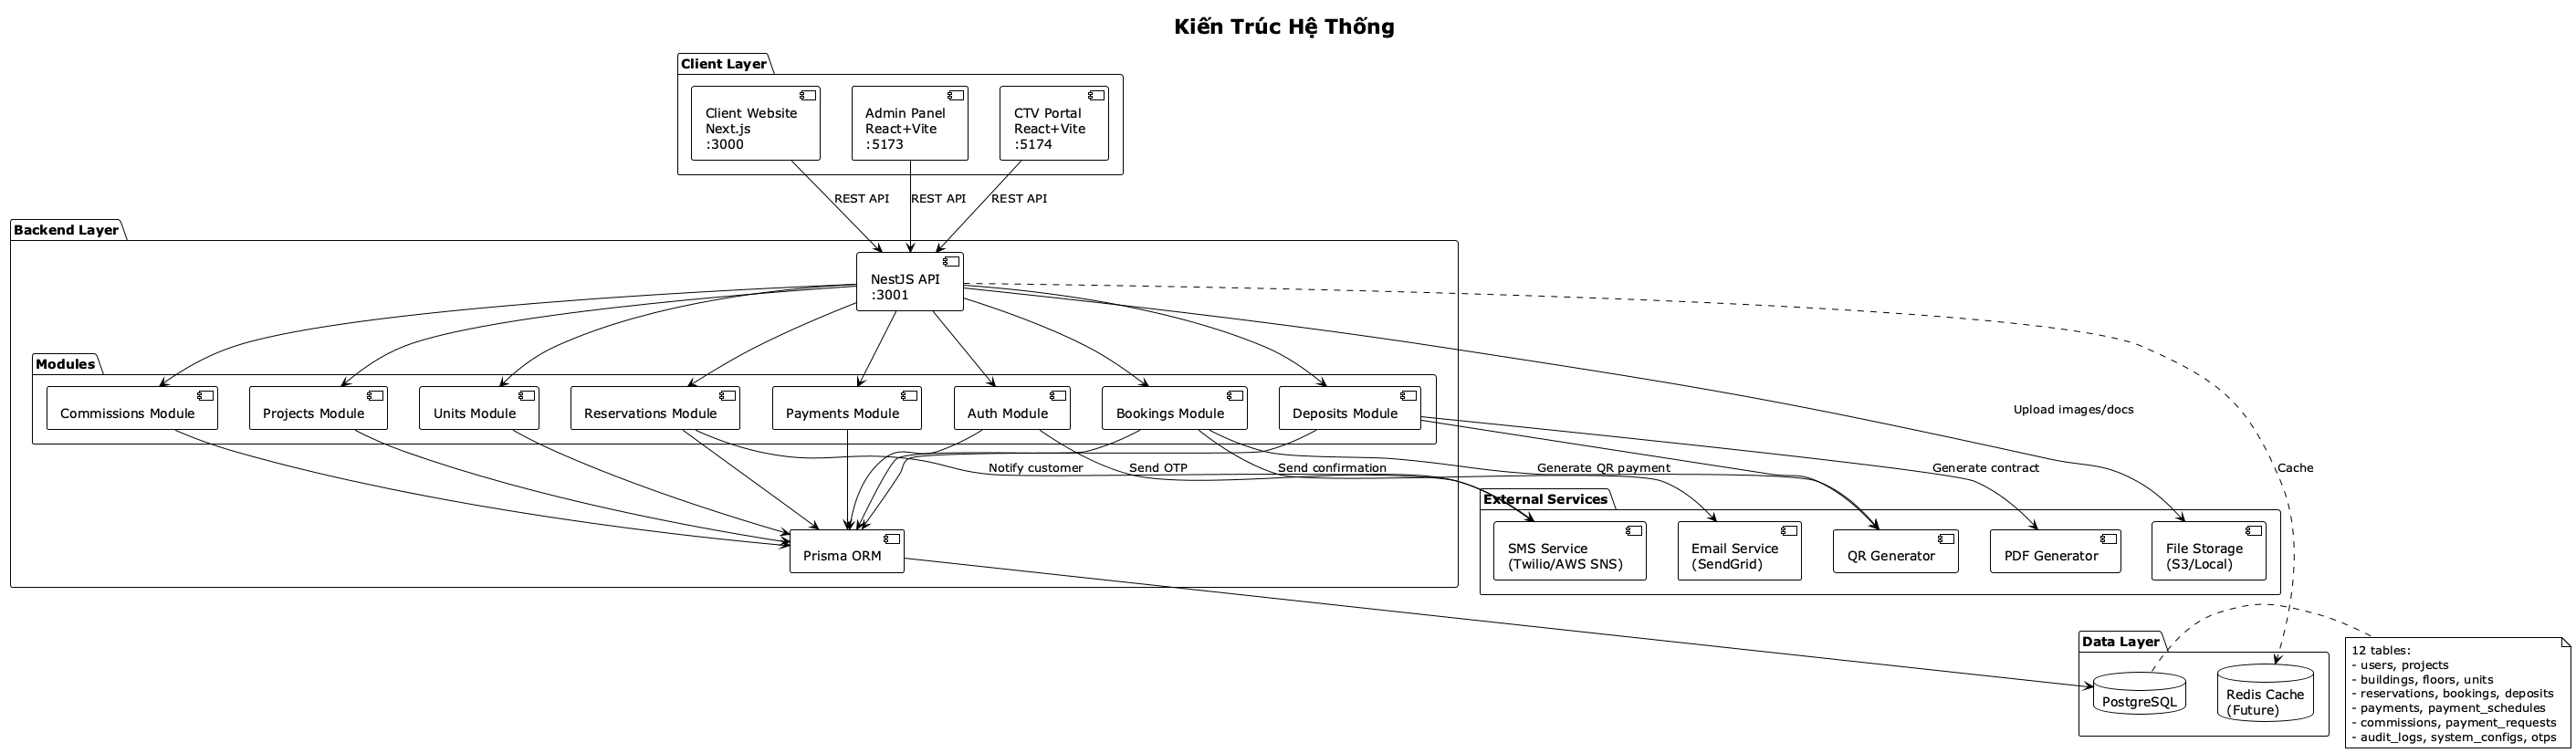 Kiến Trúc Hệ Thống
Client Layer
Client Website
Next.js
:3000
Admin Panel
React+Vite
:5173
CTV Portal
React+Vite
:5174
REST API
REST API
REST API
Backend Layer
NestJS API
:3001
Modules
Commissions Module
Projects Module
Units Module
Reservations Module
Payments Module
Auth Module
Bookings Module
Deposits Module
Upload images/docs
Notify customer
Send OTP
Send confirmation
Generate QR payment
Generate contract
Cache
Prisma ORM
External Services
SMS Service
(Twilio/AWS SNS)
Email Service
(SendGrid)
QR Generator
PDF Generator
File Storage
(S3/Local)
Data Layer
PostgreSQL
Redis Cache
(Future)
12 tables:
- users, projects
- buildings, floors, units
- reservations, bookings, deposits
- payments, payment_schedules
- commissions, payment_requests
- audit_logs, system_configs, otps